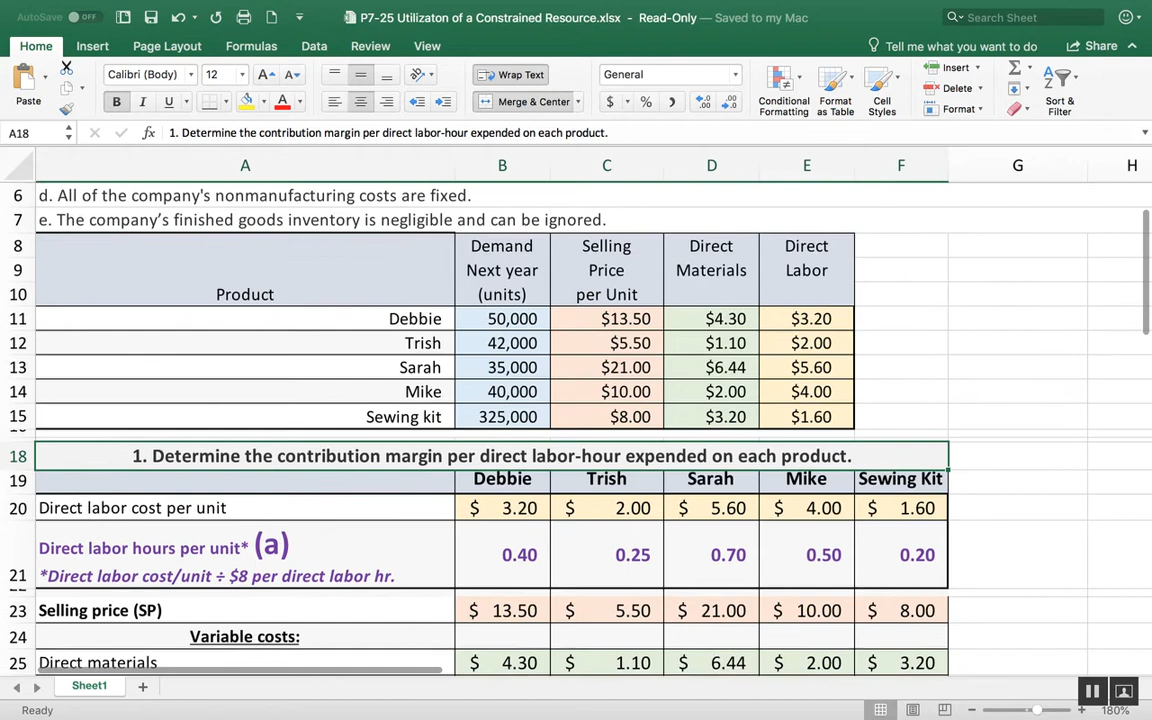 AutoSave OFF P7-25 Utilizaton of a Constrained Resource.xlsx - Read-Only — Saved to my Mac Search Sheet
Home Insert Page Layout Formulas Data Review View Tell me what you want to do Share
Paste Calibri (Body) 12 A A Wrap Text General Conditional Formatting Format as Table Cell Styles Insert Delete Format Sort & Filter
B I U A Merge & Center $ % )
A18 fx 1. Determine the contribution margin per direct labor-hour expended on each product.
A B C D E F G H
6 d. All of the company's nonmanufacturing costs are fixed.
7 e. The company’s finished goods inventory is negligible and can be ignored.
8 Demand Selling Direct Direct
9 Next year Price Materials Labor
10 Product (units) per Unit
11 Debbie 50,000 $13.50 $4.30 $3.20
12 Trish 42,000 $5.50 $1.10 $2.00
13 Sarah 35,000 $21.00 $6.44 $5.60
14 Mike 40,000 $10.00 $2.00 $4.00
15 Sewing kit 325,000 $8.00 $3.20 $1.60
18 1. Determine the contribution margin per direct labor-hour expended on each product.
19 Debbie Trish Sarah Mike Sewing Kit
20 Direct labor cost per unit $ 3.20 $ 2.00 $ 5.60 $ 4.00 $ 1.60
Direct labor hours per unit* (a) 0.40 0.25 0.70 0.50 0.20
21 *Direct labor cost/unit ÷ $8 per direct labor hr.
23 Selling price (SP) $ 13.50 $ 5.50 $ 21.00 $ 10.00 $ 8.00
24 Variable costs:
25 Direct materials $ 4.30 $ 1.10 $ 6.44 $ 2.00 $ 3.20
Sheet1 +
Ready 180%